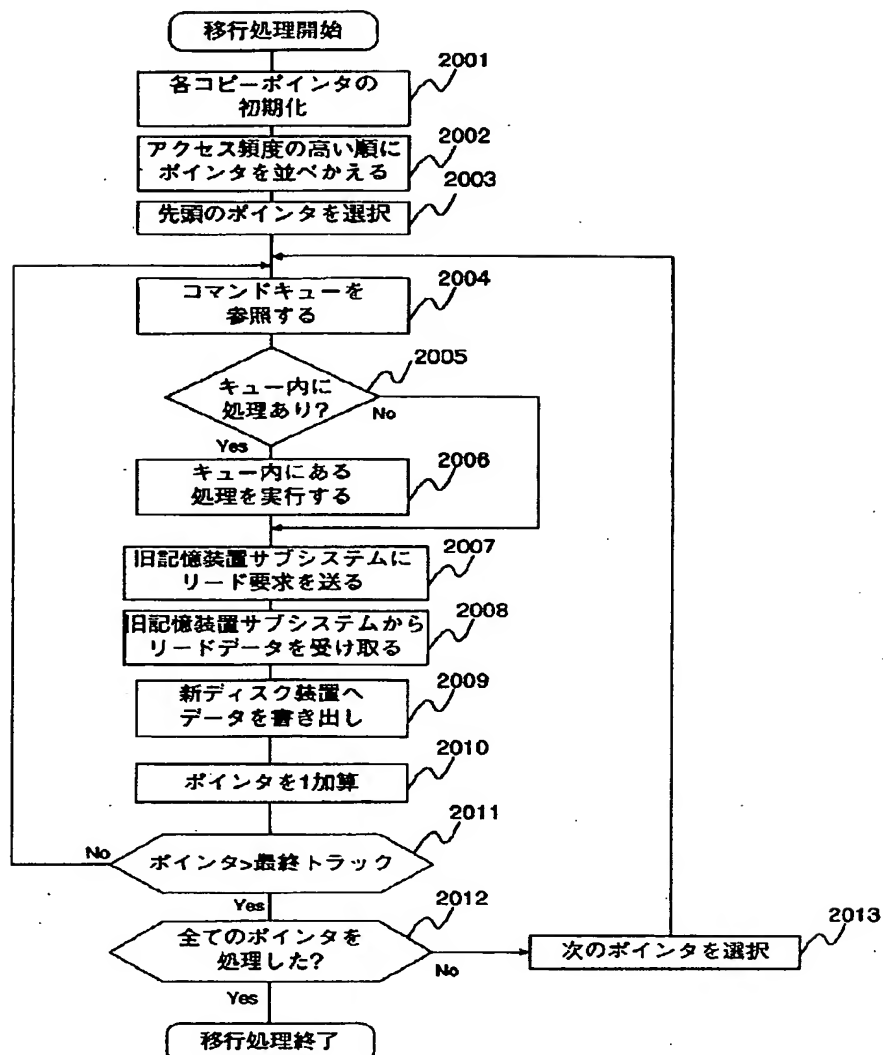 移行処理開始
2001
各コピーポインタの
初期化
2002
アクセス頻度の高い順に
ポインタを並べかえる
2003
先頭のポインタを選択
2004
コマンドキューを
参照する
2005
キュー内に
処理あり?
No
Yes
2006
キュー内にある
処理を実行する
2007
旧記憶装置サブシステムに
リード要求を送る
2008
旧記憶装置サブシステムから
リードデータを受け取る
2009
新ディスク装置へ
データを書き出し
2010
ポインタを1加算
2011
No
ポインタ>最終トラック
Yes
2012
全てのポインタを
処理した?
No
2013
次のポインタを選択
Yes
移行処理終了